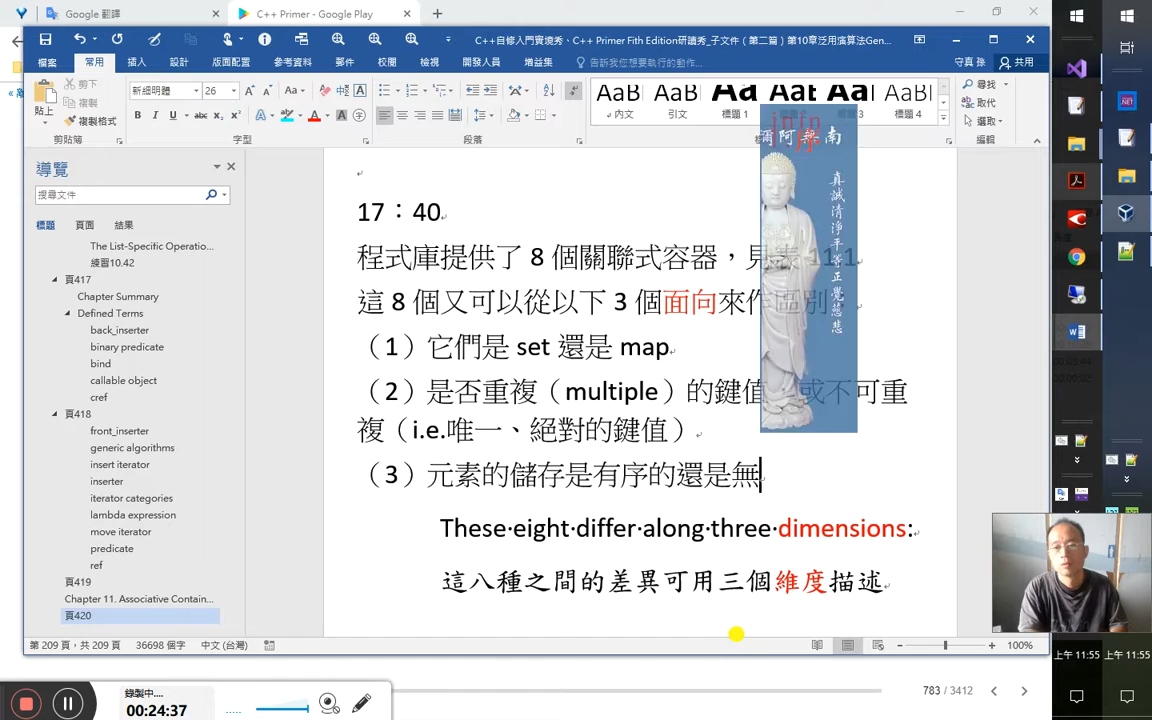 Google 翻譯
C++ Primer - Google Play
C++自修入門實境秀、C++ Primer Fifth Edition研讀秀_子文件（第二篇）第10章泛用演算法Gen...
檔案 常用 插入 設計 版面配置 參考資料 郵件 校閱 檢視 開發人員 增益集 告訴我您想要執行的動作... 守真 孫 共用
貼上 剪下 複製 複製格式
新細明體 26
AaB AaB AaB AaB AaB AaBb
內文 引文 標題 1 標題 4
尋找 取代 選取
剪貼簿 字型 段落 編輯
導覽
搜尋文件
標題 頁面 結果
The List-Specific Operatio...
練習10.42
頁417
Chapter Summary
Defined Terms
back_inserter
binary predicate
bind
callable object
cref
頁418
front_inserter
generic algorithms
insert iterator
inserter
iterator categories
lambda expression
move iterator
predicate
ref
頁419
Chapter 11. Associative Contain...
頁420
17：40
程式庫提供了 8 個關聯式容器，見表 11.1
這 8 個又可以從以下 3 個面向來作區別：
（1）它們是 set 還是 map
（2）是否重複（multiple）的鍵值，或不可重
複（i.e.唯一、絕對的鍵值）
（3）元素的儲存是有序的還是無
These eight differ along three dimensions:
這八種之間的差異可用三個維度描述
爾阿無南
真誠清淨平等正覺慈悲
第 209 頁，共 209 頁 36698 個字 中文 (台灣) 100%
錄製中...
00:24:37
783 / 3412
上午 11:55 上午 11:55